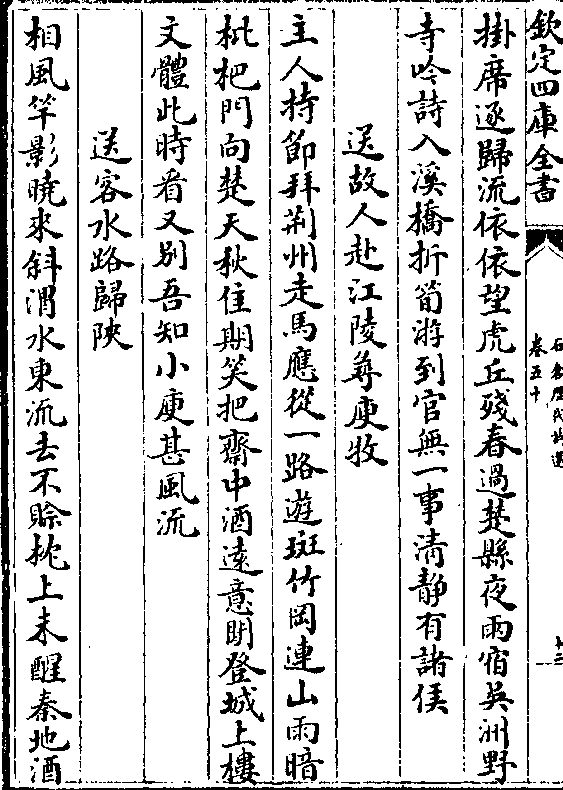 欽定四庫全書
石倉歷代詩選
卷五十
十三
掛席逐歸流依依望虎丘殘春過楚縣夜雨宿吳洲野
寺吟詩入溪橋折筍游到官無一事清静有諸侯
送故人赴江陵尋庾牧
主人持節拜荆州走馬應從一路遊斑竹岡連山雨暗
枇杷門向楚天秋佳期笑把齋中酒遠意閒登城上樓
文體此時看又别吾知小庾甚風流
送客水路歸陝
相風竿影曉來斜渭水東流去不賖枕上未醒秦地酒